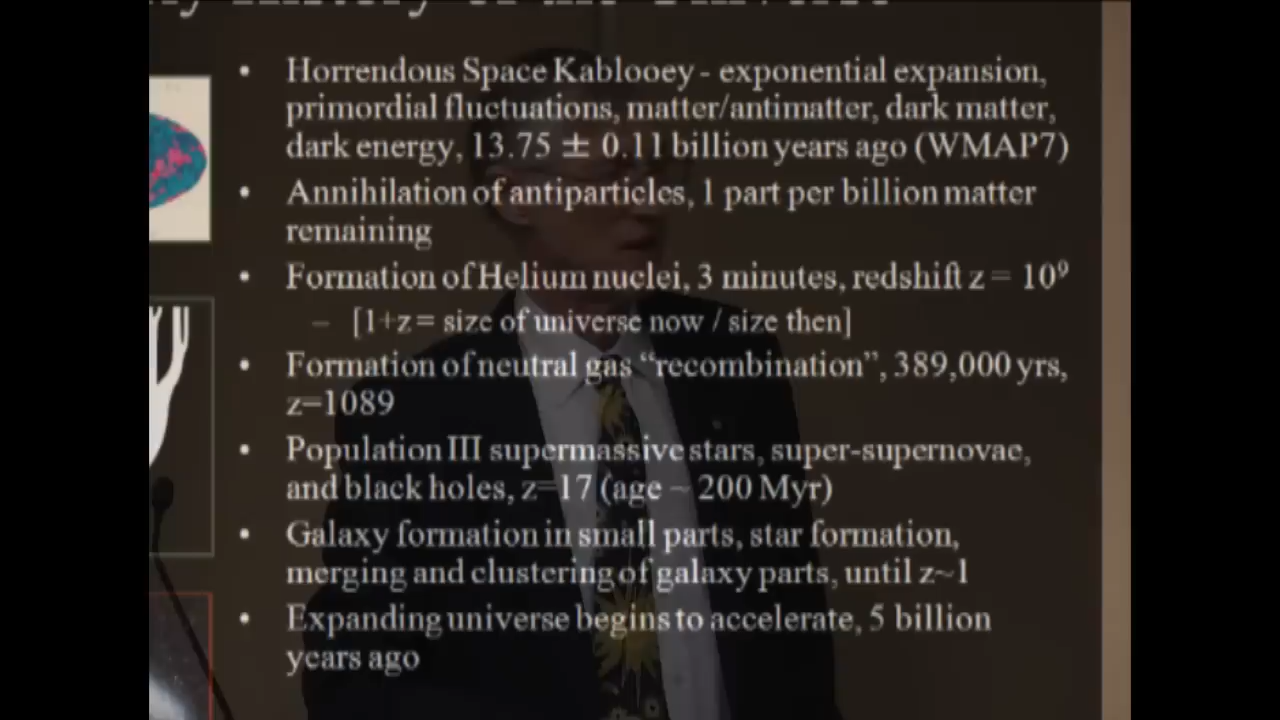 History of the Universe
• Horrendous Space Kablooey - exponential expansion,
primordial fluctuations, matter/antimatter, dark matter,
dark energy, 13.75 ± 0.11 billion years ago (WMAP7)
• Annihilation of antiparticles, 1 part per billion matter
remaining
• Formation of Helium nuclei, 3 minutes, redshift z = 10⁹
– [1+z = size of universe now / size then]
• Formation of neutral gas “recombination”, 389,000 yrs,
z=1089
• Population III supermassive stars, super-supernovae,
and black holes, z=17 (age ~ 200 Myr)
• Galaxy formation in small parts, star formation,
merging and clustering of galaxy parts, until z~1
• Expanding universe begins to accelerate, 5 billion
years ago